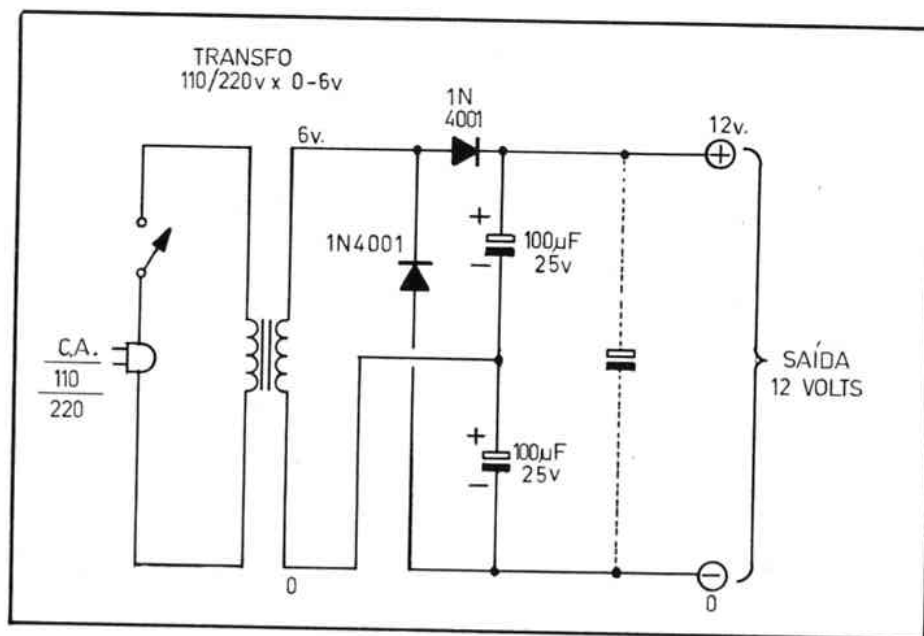 TRANSFO
110/220v x 0-6v
1N
4001
6v.
12v.
+
+
1N4001
100µF
25v
−
C.A.
110
220
SAÍDA
12 VOLTS
+
100µF
25v
−
0
−
0